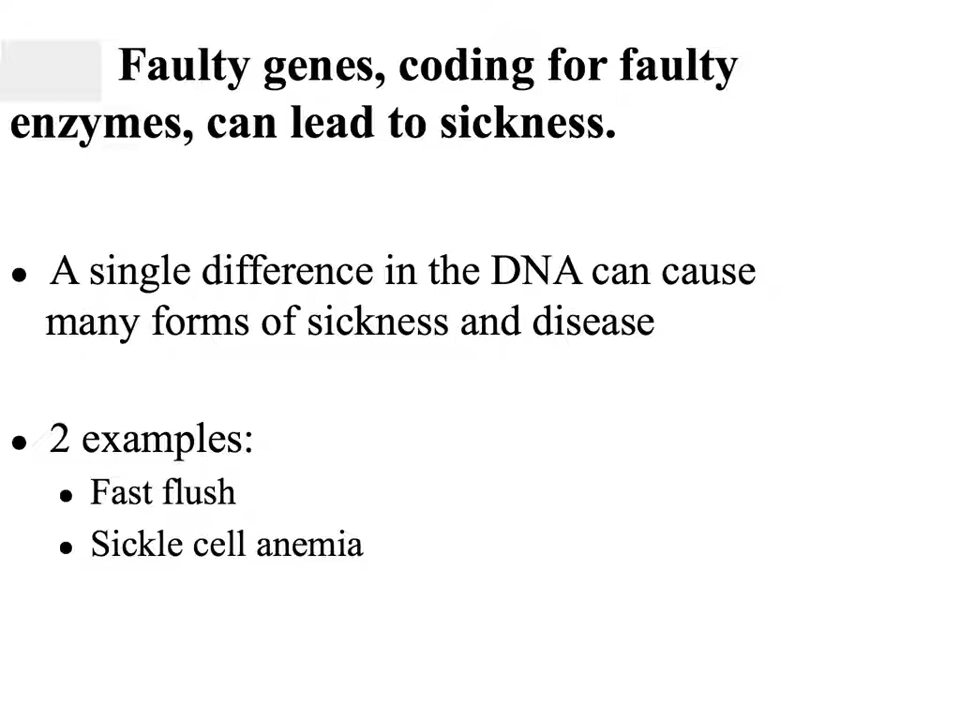 Faulty genes, coding for faulty
enzymes, can lead to sickness.
• A single difference in the DNA can cause
many forms of sickness and disease
• 2 examples:
• Fast flush
• Sickle cell anemia